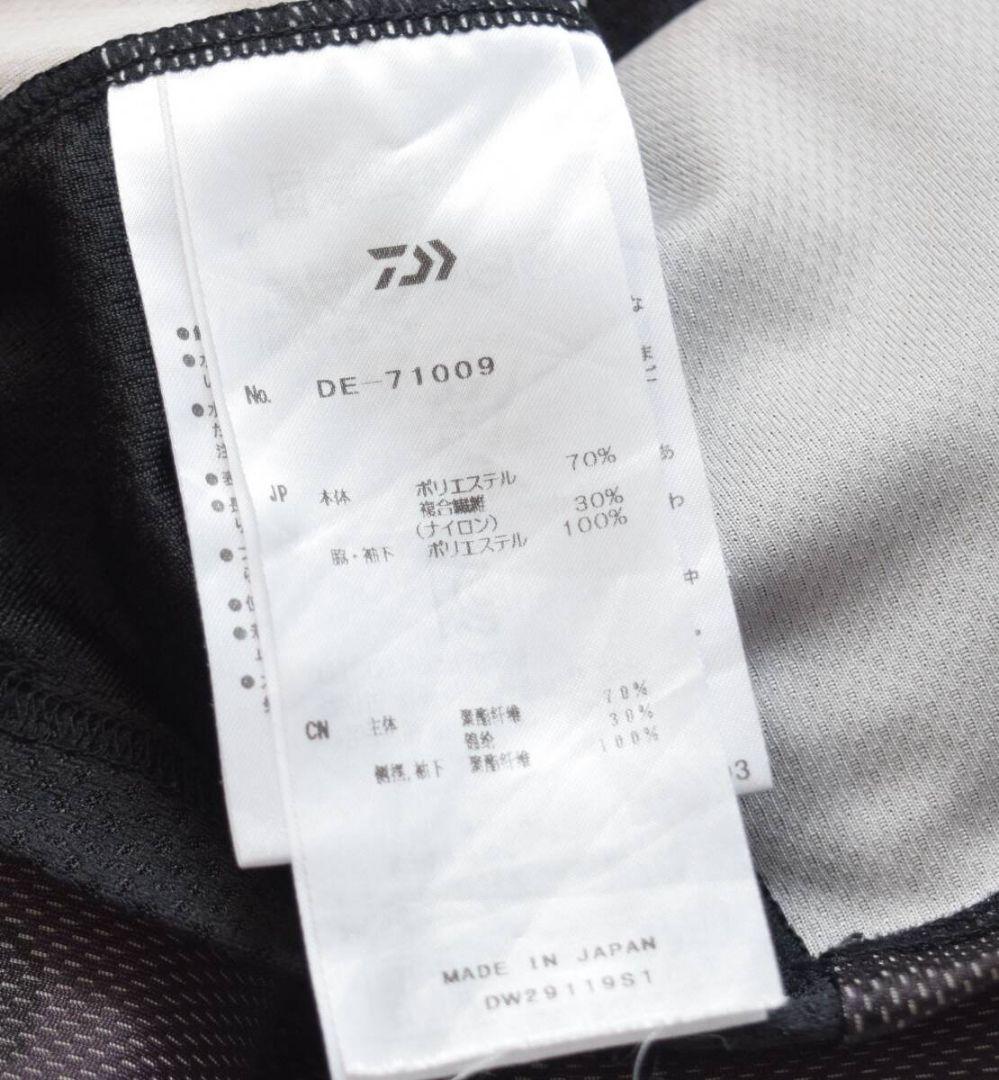 No. DE-71009
JP 本体 ポリエステル 70%
複合繊維 30%
(ナイロン)
脇・袖下 ポリエステル 100%
CN 主体 聚酯纤维 70%
锦纶 30%
侧摆,袖下 聚酯纤维 100%
MADE IN JAPAN
DW29119S1